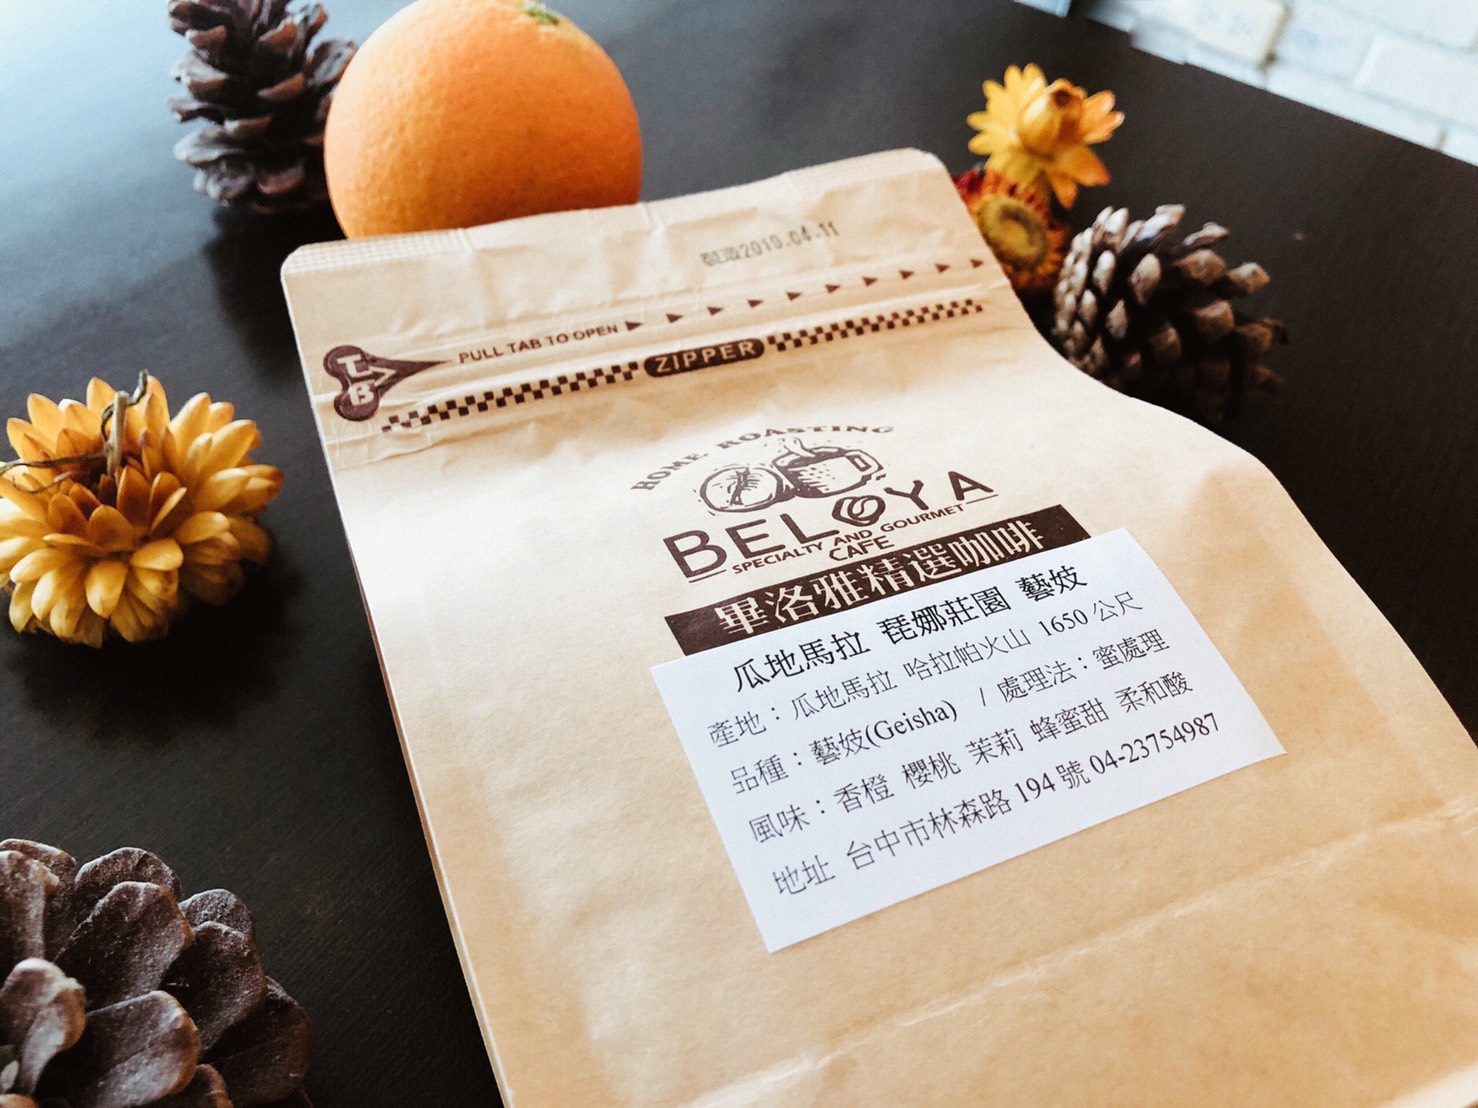 製造2019.04.11
PULL TAB TO OPEN
T
B
ZIPPER
HOME ROASTING
BELOYA
SPECIALTY AND GOURMET
CAFE
畢洛雅精選咖啡
瓜地馬拉 琵娜莊園 藝妓
產地：瓜地馬拉 哈拉帕火山 1650 公尺
品種：藝妓(Geisha) / 處理法：蜜處理
風味：香橙 櫻桃 茉莉 蜂蜜甜 柔和酸
地址 台中市林森路 194 號 04-23754987